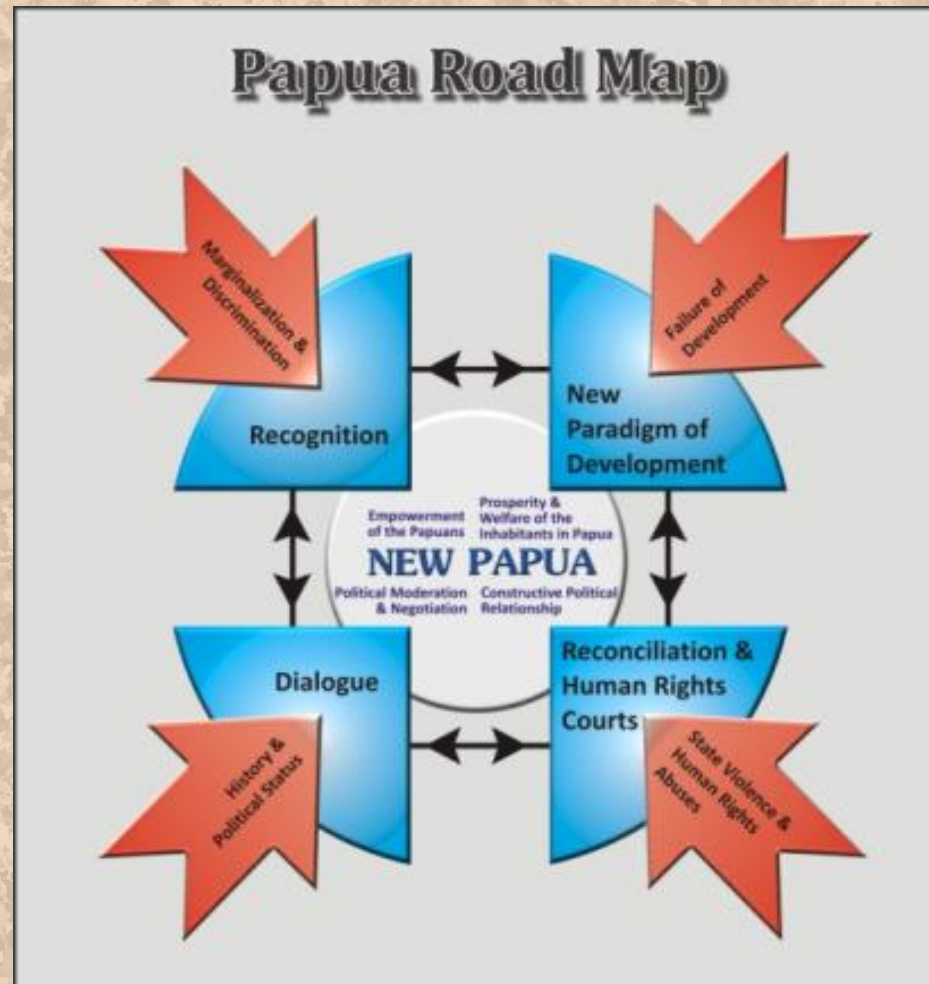 Papua Road Map
Marginalization &
Discrimination
Failure of
Development
Recognition
New
Paradigm of
Development
Empowerment
of the Papuans
Prosperity &
Welfare of the
Inhabitants in Papua
NEW PAPUA
Political Moderation
& Negotiation
Constructive Political
Relationship
Dialogue
Reconciliation &
Human Rights
Courts
History &
Political Status
State Violence &
Human Rights
Abuses